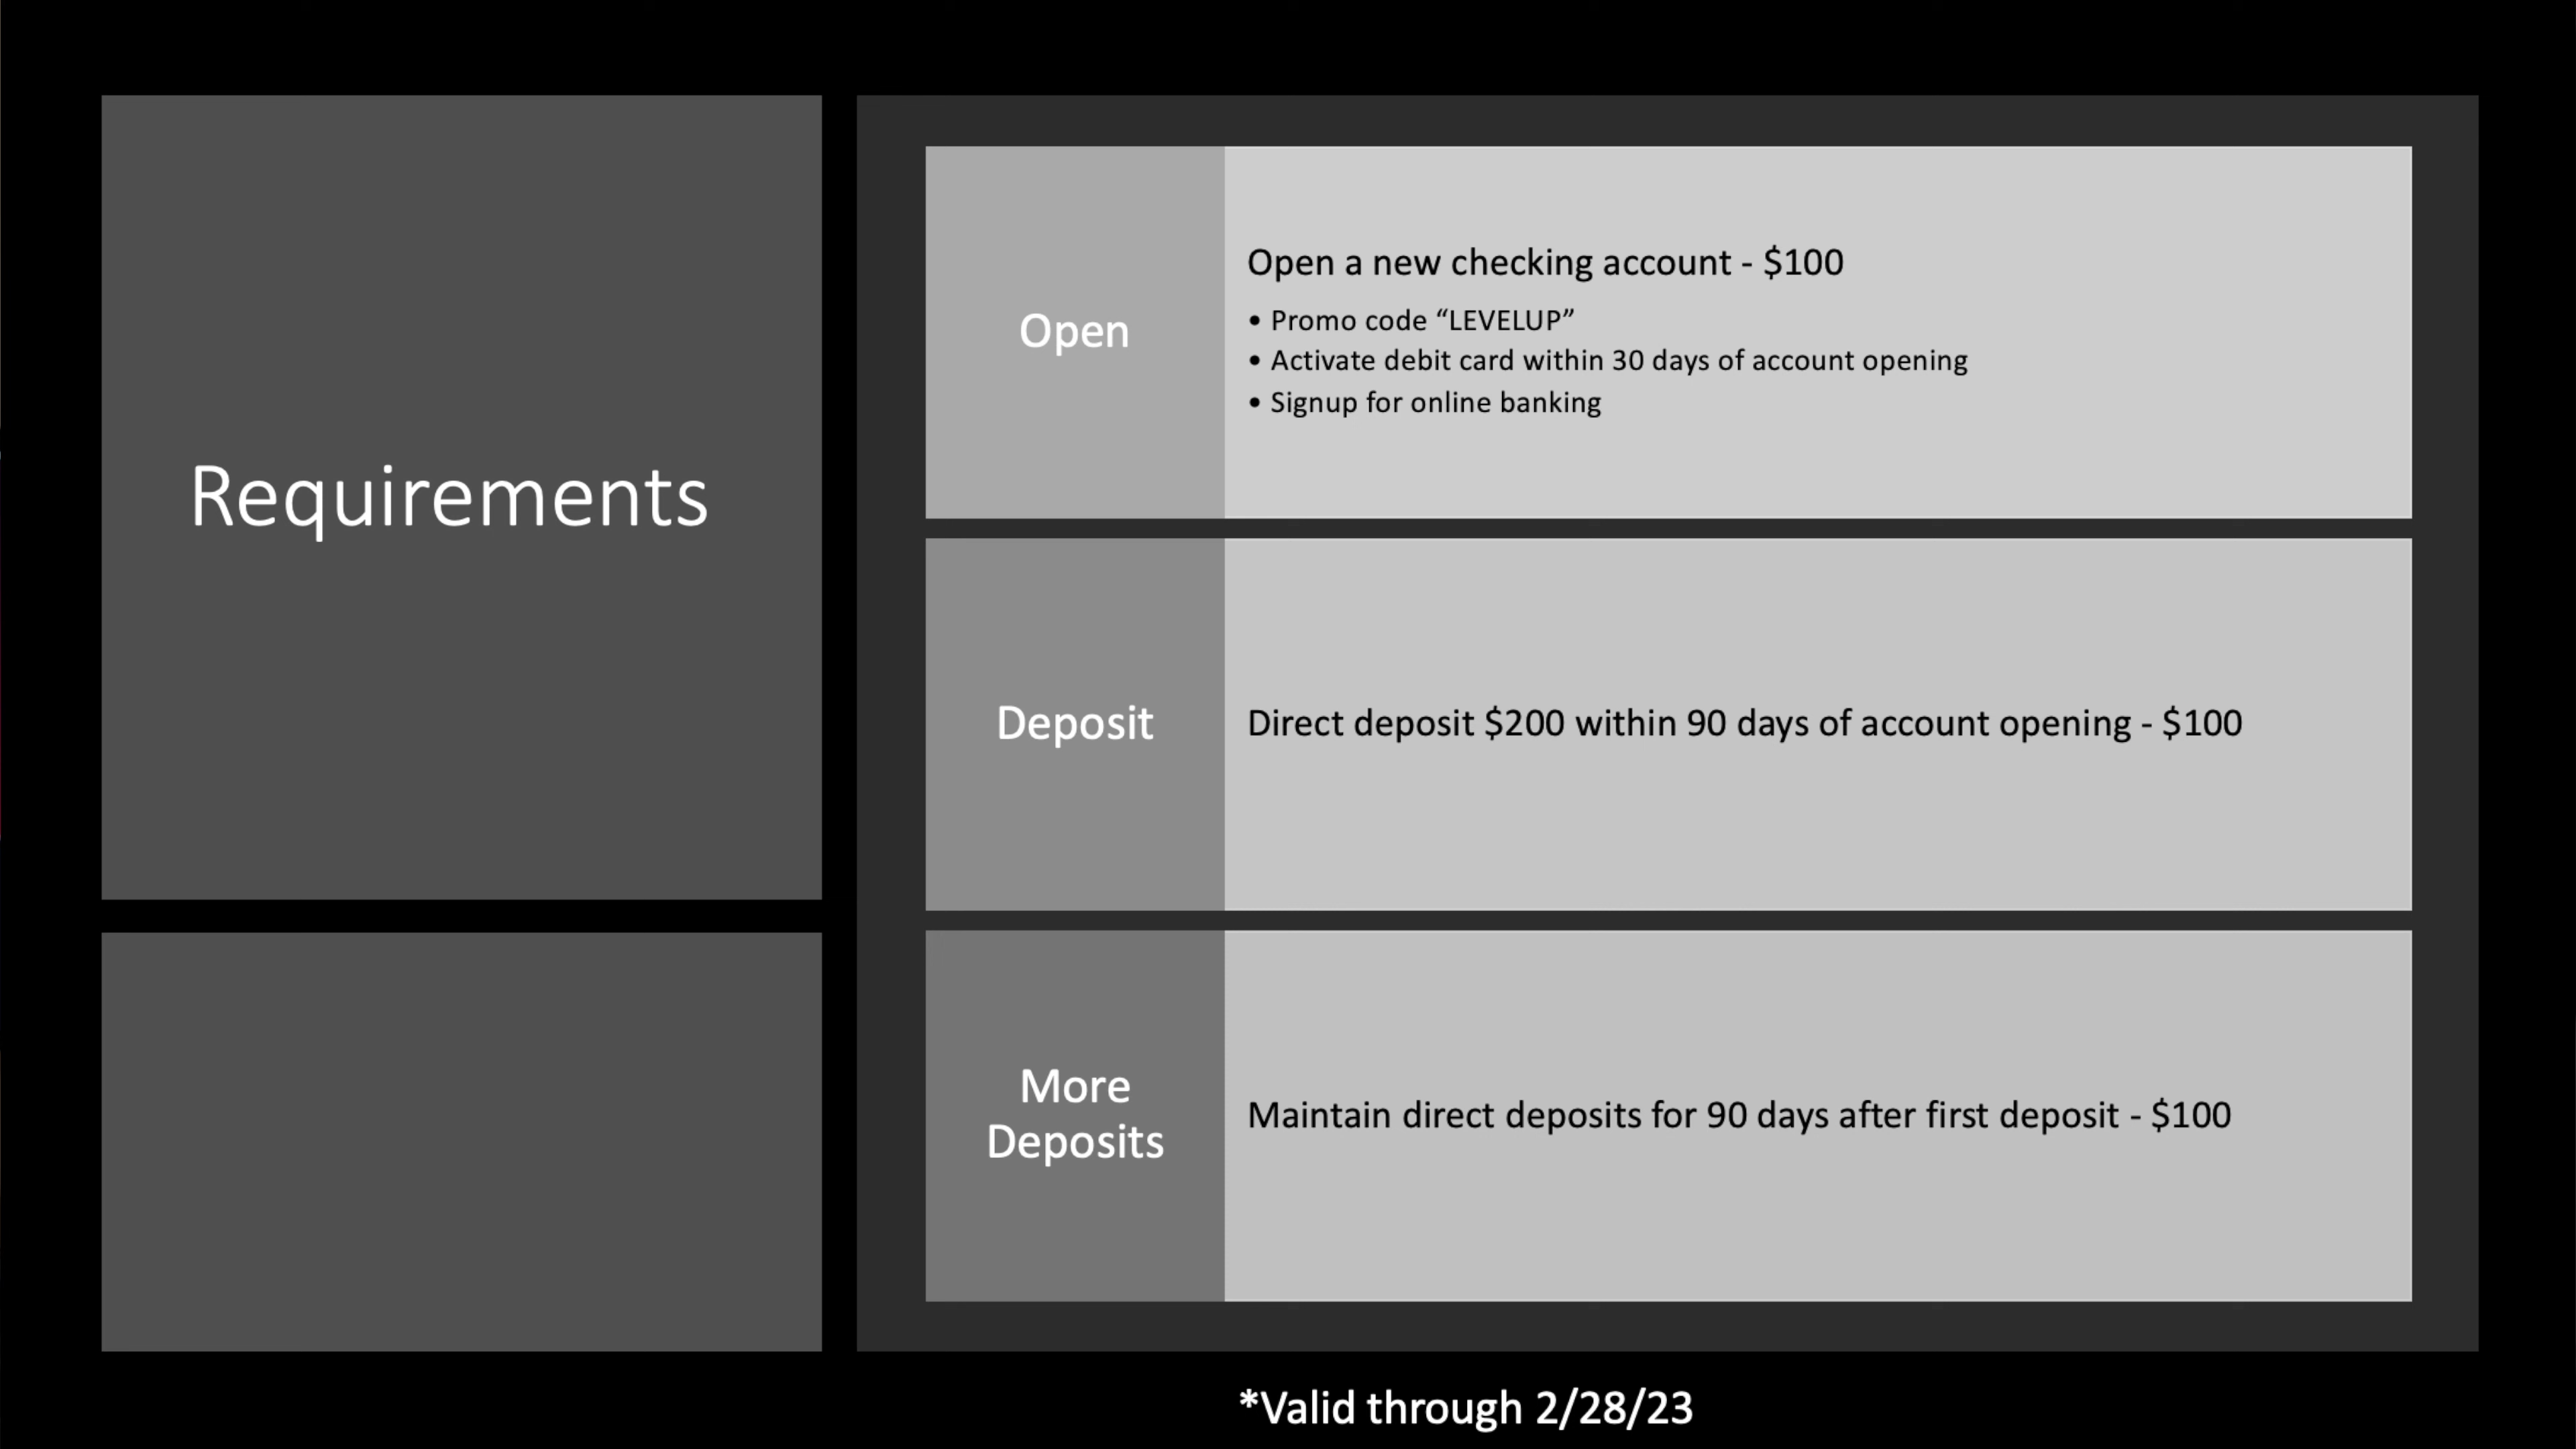 Requirements
Open
Open a new checking account - $100
• Promo code “LEVELUP”
• Activate debit card within 30 days of account opening
• Signup for online banking
Deposit
Direct deposit $200 within 90 days of account opening - $100
More
Deposits
Maintain direct deposits for 90 days after first deposit - $100
*Valid through 2/28/23